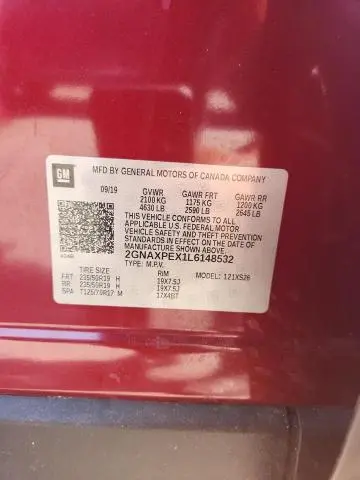 GM
MFD BY GENERAL MOTORS OF CANADA COMPANY
09/19 GVWR GAWR FRT GAWR RR
2100 KG 1175 KG 1200 KG
4630 LB 2590 LB 2645 LB
THIS VEHICLE CONFORMS TO ALL
APPLICABLE U.S. FEDERAL MOTOR
VEHICLE SAFETY AND THEFT PREVENTION
STANDARDS IN EFFECT ON THE DATE OF
MANUFACTURE SHOWN ABOVE.
2GNAXPEX1L6148532
TYPE: M.P.V. MODEL: 121XS26
TIRE SIZE RIM
FRT 235/50R19 H 19X7.5J
RR 235/50R19 H 19X7.5J
SPA T125/70R17 M 17X4BT